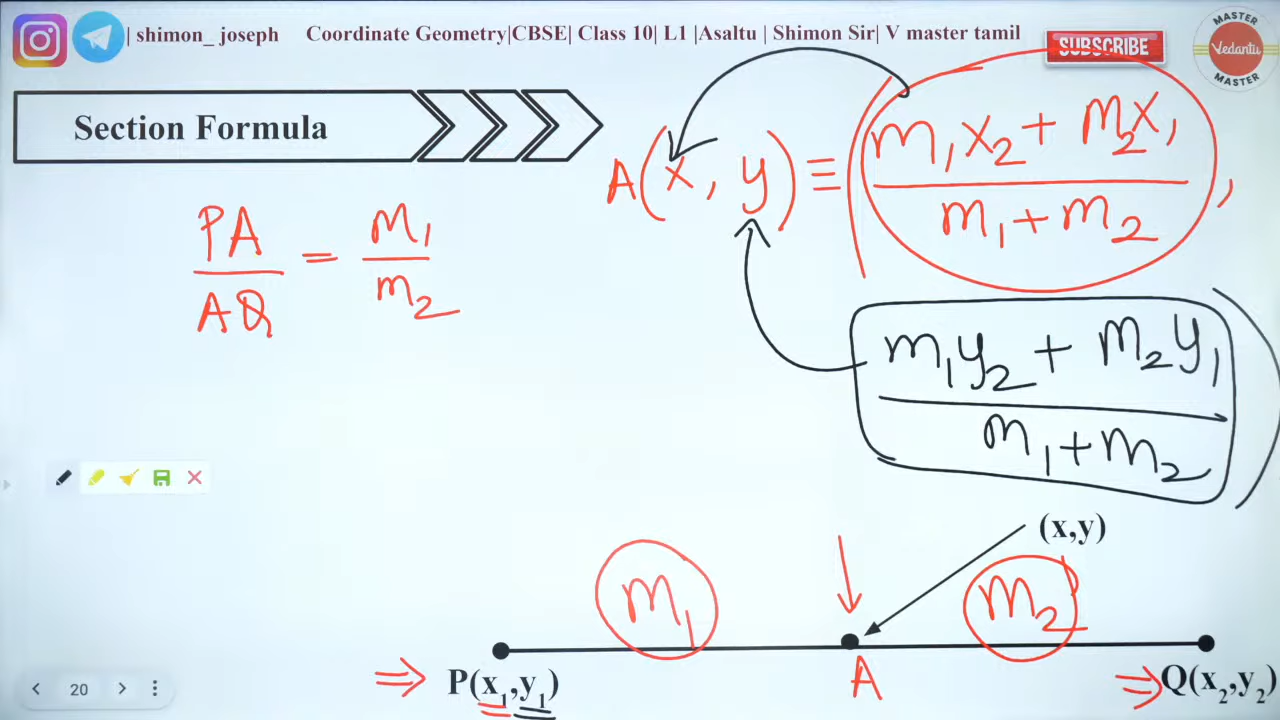 | shimon_ joseph
Coordinate Geometry|CBSE| Class 10| L1 |Asaltu | Shimon Sir| V master tamil
SUBSCRIBE
MASTER
Vedantu
MASTER
Section Formula
PA/AQ = m₁/m₂
A(x, y) ≡ ( (m₁x₂ + m₂x₁)/(m₁ + m₂) ,
(m₁y₂ + m₂y₁)/(m₁ + m₂) )
(x,y)
m₁
m₂
A
⇒ P(x₁,y₁)
⇒ Q(x₂,y₂)
20